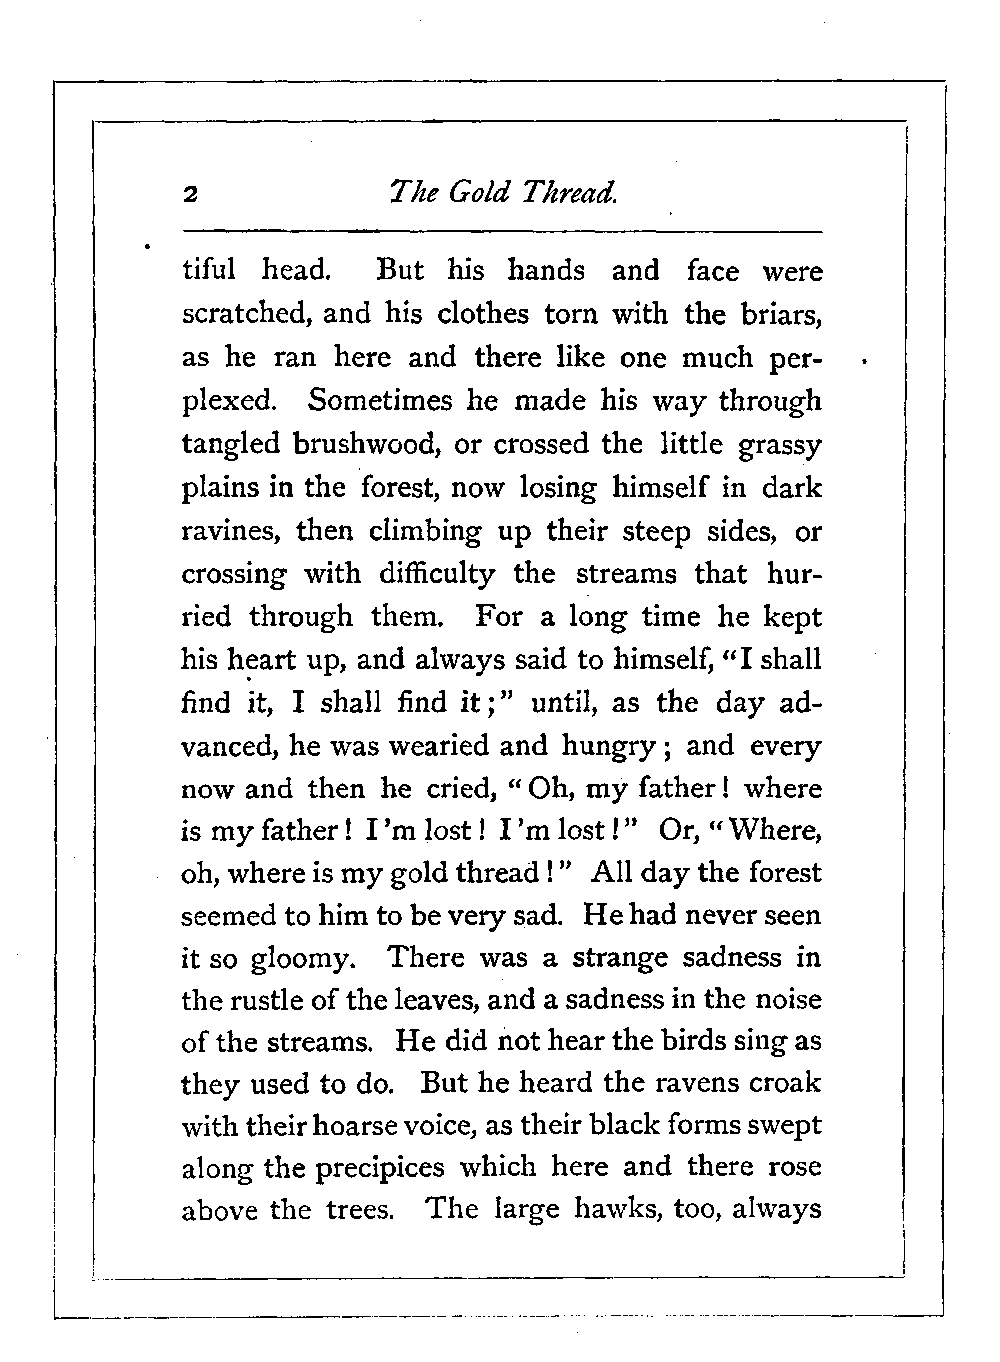 2 The Gold Thread.
tiful head. But his hands and face were
scratched, and his clothes torn with the briars,
as he ran here and there like one much per-
plexed. Sometimes he made his way through
tangled brushwood, or crossed the little grassy
plains in the forest, now losing himself in dark
ravines, then climbing up their steep sides, or
crossing with difficulty the streams that hur-
ried through them. For a long time he kept
his heart up, and always said to himself, “I shall
find it, I shall find it;” until, as the day ad-
vanced, he was wearied and hungry; and every
now and then he cried, “Oh, my father! where
is my father! I'm lost! I'm lost!” Or, “Where,
oh, where is my gold thread!” All day the forest
seemed to him to be very sad. He had never seen
it so gloomy. There was a strange sadness in
the rustle of the leaves, and a sadness in the noise
of the streams. He did not hear the birds sing as
they used to do. But he heard the ravens croak
with their hoarse voice, as their black forms swept
along the precipices which here and there rose
above the trees. The large hawks, too, always